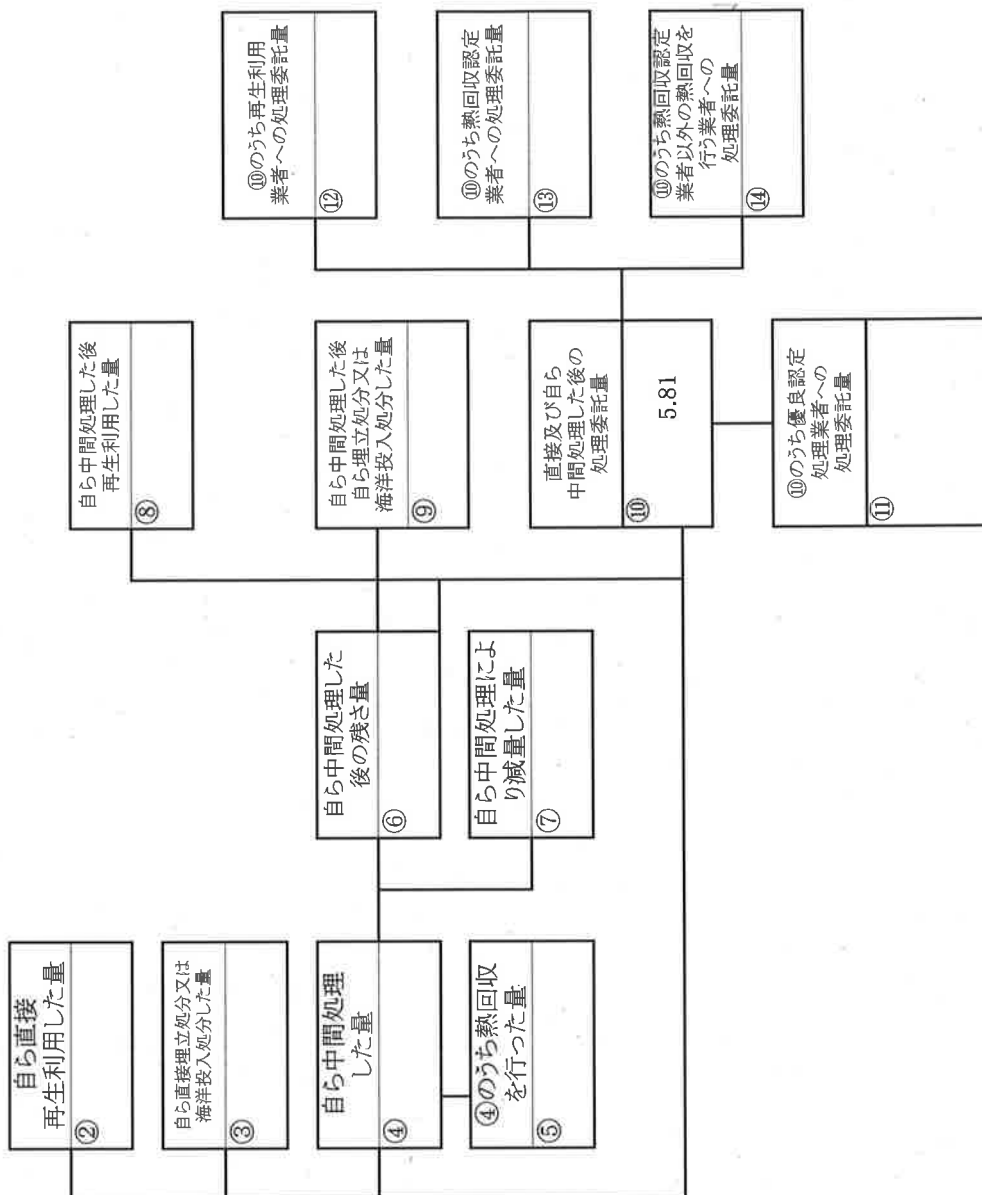 自ら直接
再生利用した量
②
自ら直接埋立処分又は
海洋投入処分した量
③
自ら中間処理
した量
④
④のうち熱回収
を行った量
⑤
自ら中間処理した
後の残さ量
⑥
自ら中間処理によ
り減量した量
⑦
自ら中間処理した後
再生利用した量
⑧
自ら中間処理した後
自ら埋立処分又は
海洋投入処分した量
⑨
直接及び自ら
中間処理した後の
処理委託量
⑩
5.81
⑩のうち優良認定
処理業者への
処理委託量
⑪
⑩のうち再生利用
業者への処理委託量
⑫
⑩のうち熱回収認定
業者への処理委託量
⑬
⑩のうち熱回収認定
業者以外の熱回収を
行う業者への
処理委託量
⑭